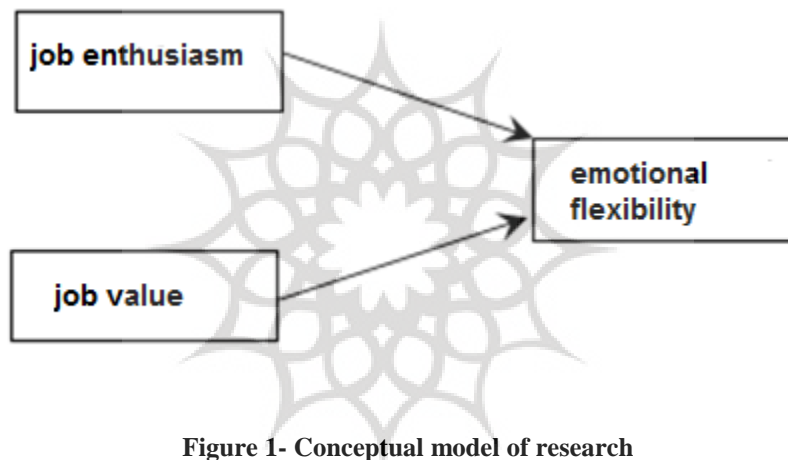 job enthusiasm
emotional
flexibility
job value
Figure 1- Conceptual model of research